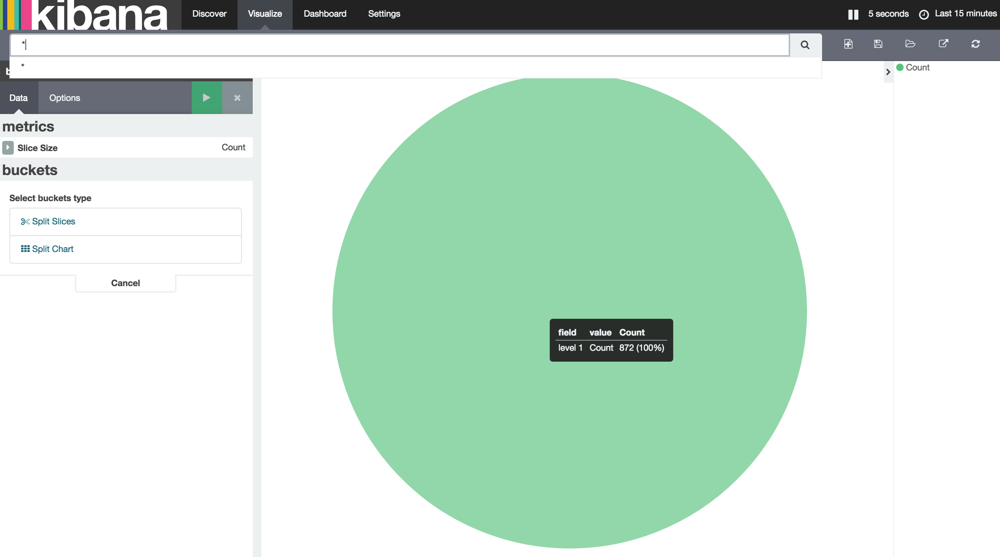 kibana Discover Visualize Dashboard Settings 5 seconds Last 15 minutes
*
*
Count
Data Options
metrics
Slice Size Count
buckets
Select buckets type
Split Slices
Split Chart
Cancel
field value Count
level 1 Count 872 (100%)